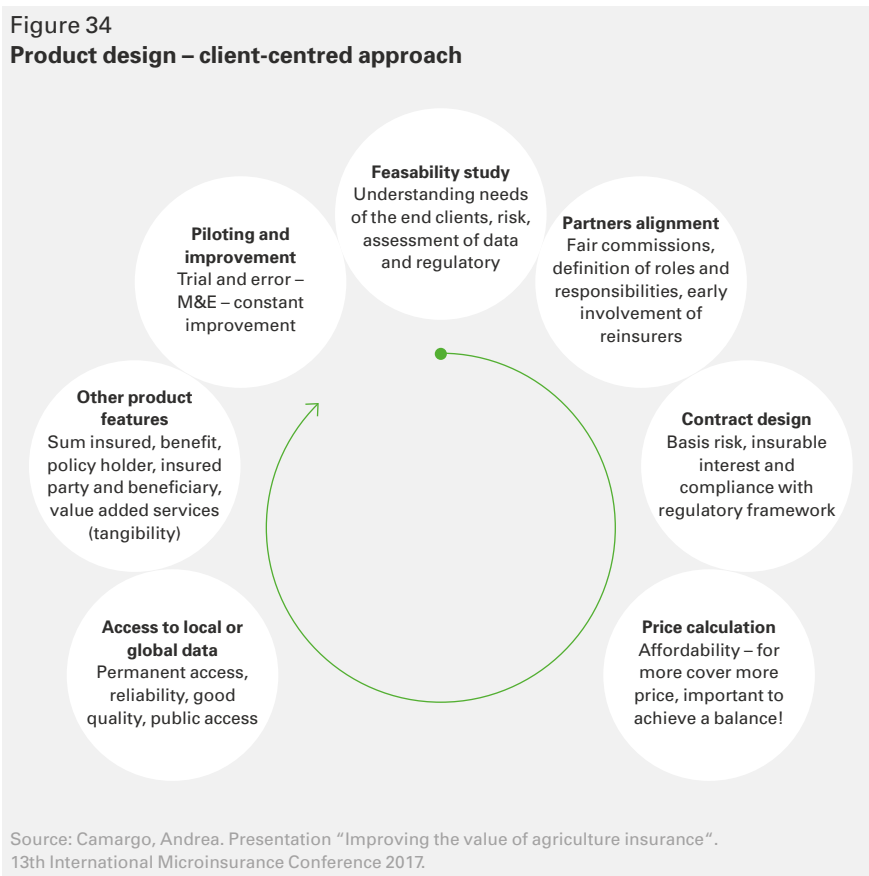 Figure 34
Product design – client-centred approach
Feasability study
Understanding needs
of the end clients, risk,
assessment of data
and regulatory
Partners alignment
Fair commissions,
definition of roles and
responsibilities, early
involvement of
reinsurers
Contract design
Basis risk, insurable
interest and
compliance with
regulatory framework
Price calculation
Affordability – for
more cover more
price, important to
achieve a balance!
Access to local or
global data
Permanent access,
reliability, good
quality, public access
Other product
features
Sum insured, benefit,
policy holder, insured
party and beneficiary,
value added services
(tangibility)
Piloting and
improvement
Trial and error –
M&E – constant
improvement
Source: Camargo, Andrea. Presentation “Improving the value of agriculture insurance“.
13th International Microinsurance Conference 2017.